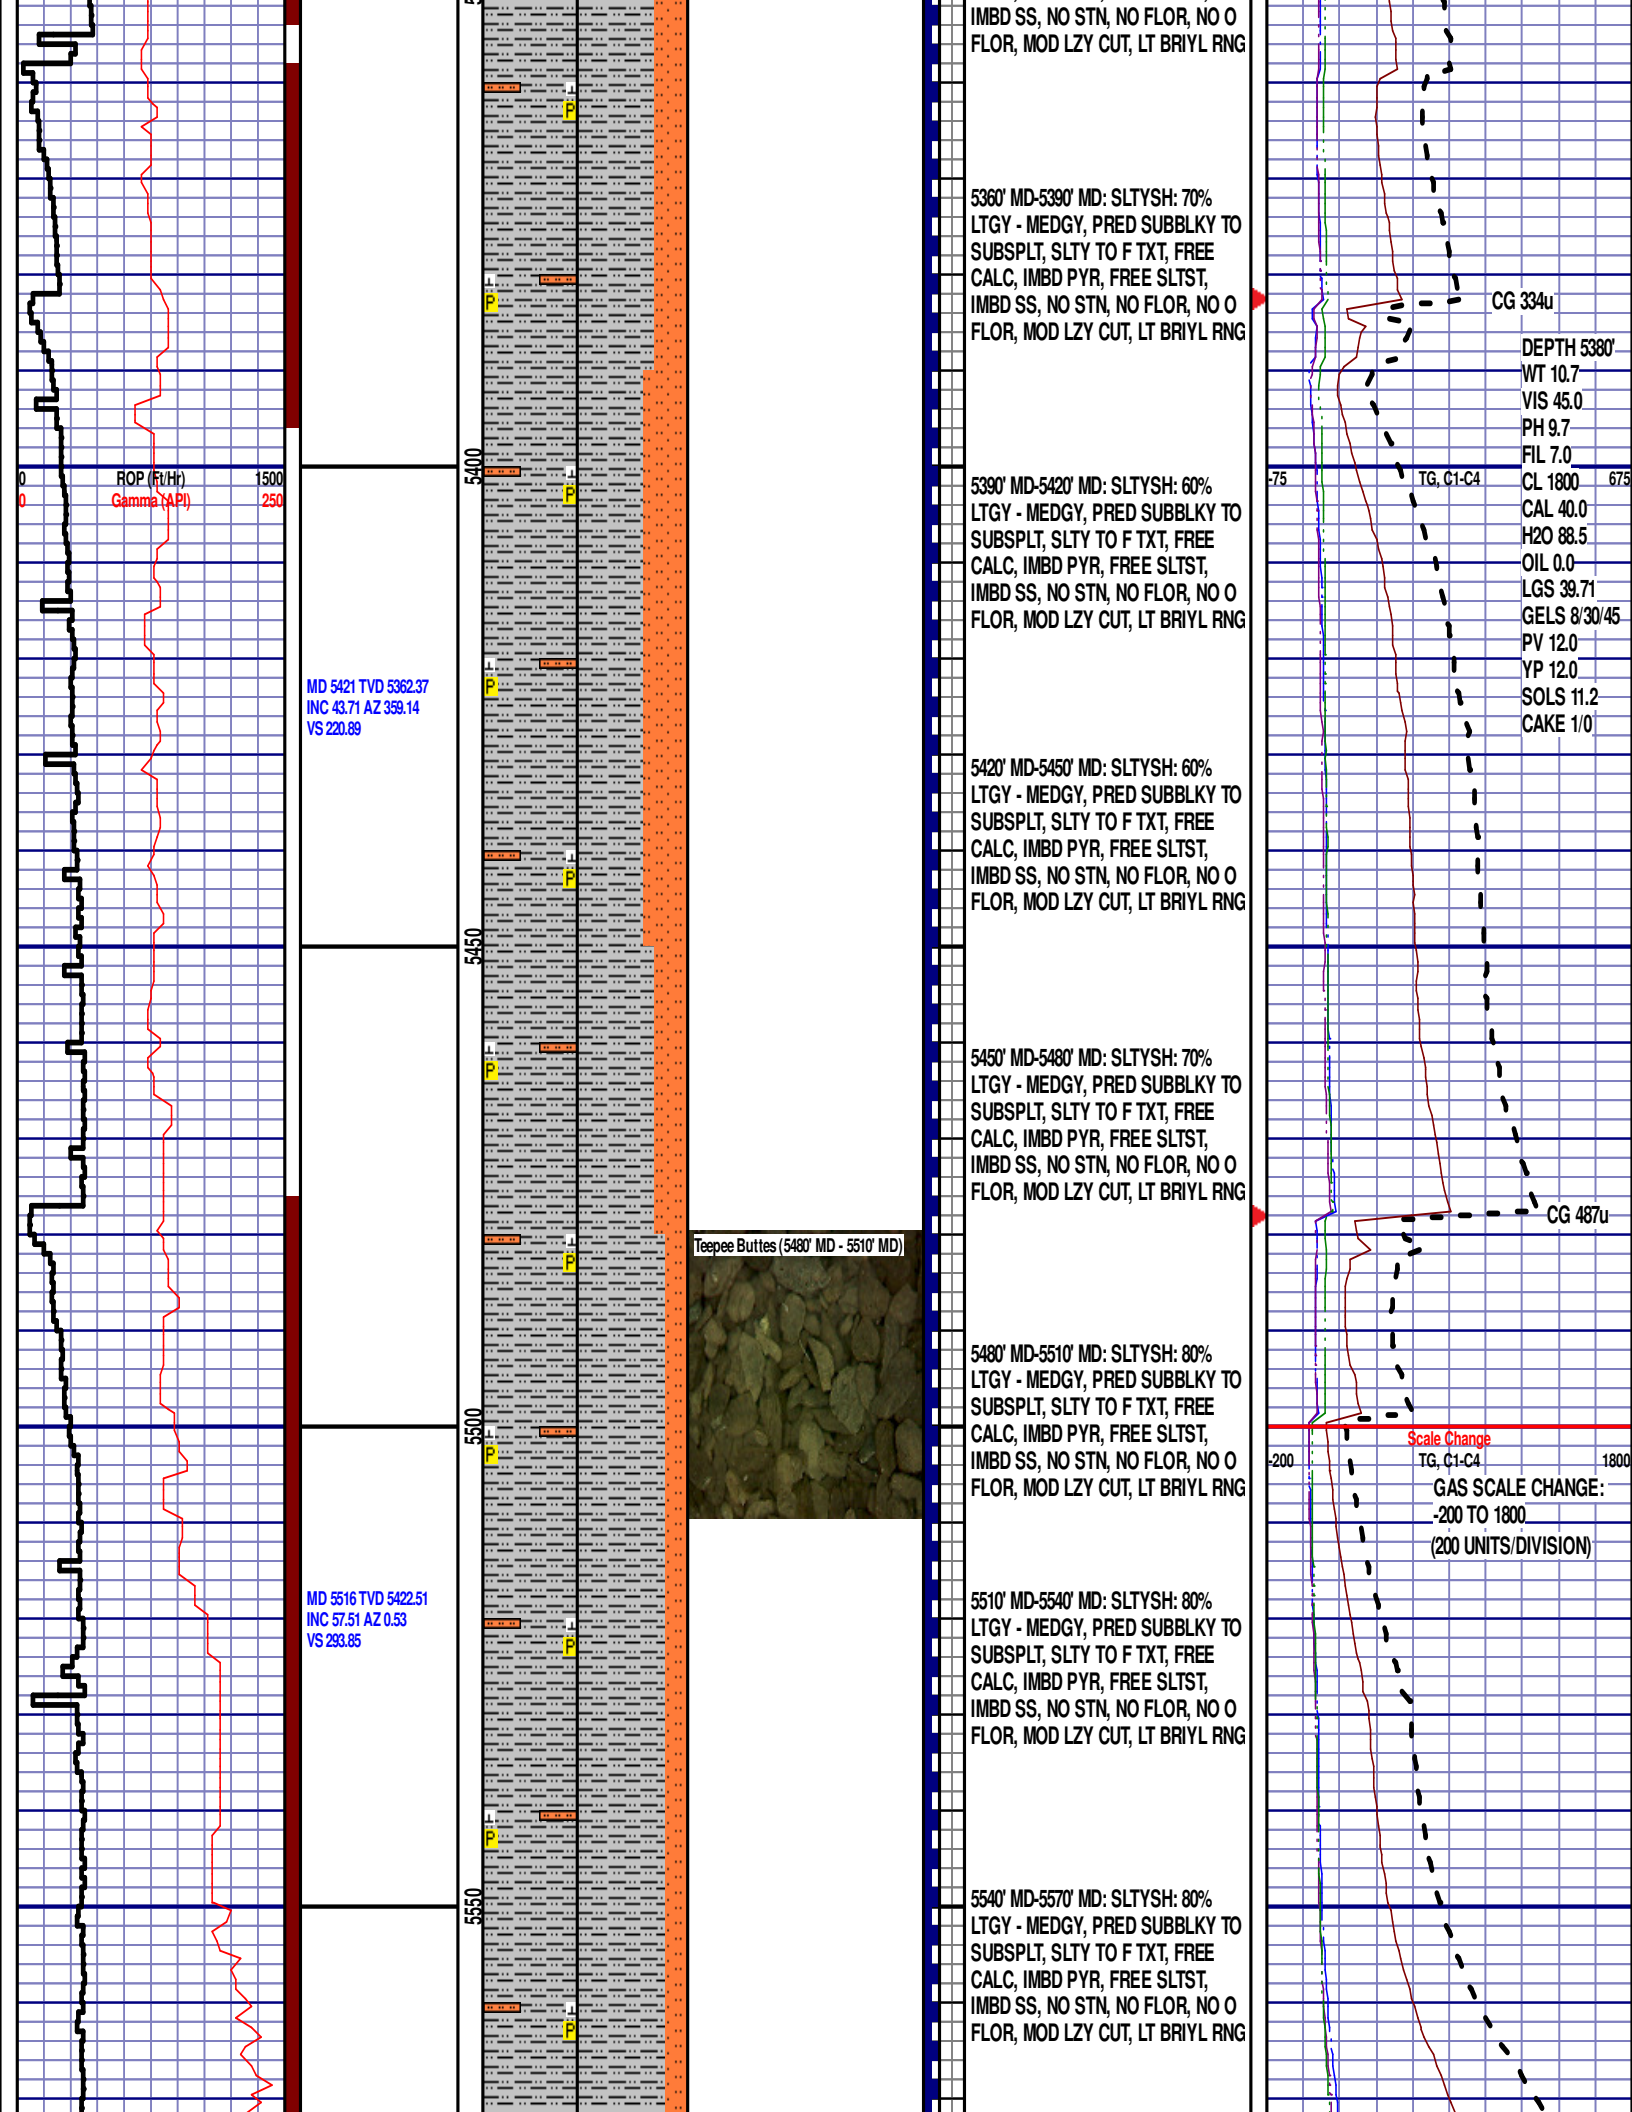 IMBD SS, NO STN, NO FLOR, NO O
FLOR, MOD LZY CUT, LT BRIYL RNG
P
5360' MD-5390' MD: SLTYSH: 70%
LTGY - MEDGY, PRED SUBBLKY TO
SUBSPLT, SLTY TO F TXT, FREE
CALC, IMBD PYR, FREE SLTST,
IMBD SS, NO STN, NO FLOR, NO O
FLOR, MOD LZY CUT, LT BRIYL RNG
P
CG 334u
DEPTH 5380'
WT 10.7
VIS 45.0
PH 9.7
FIL 7.0
CL 1800
CAL 40.0
H2O 88.5
OIL 0.0
LGS 39.71
GELS 8/30/45
PV 12.0
YP 12.0
SOLS 11.2
CAKE 1/0
0 ROP (Ft/Hr) 1500
0 Gamma (API) 250
5400
P
-75 TG, C1-C4 675
5390' MD-5420' MD: SLTYSH: 60%
LTGY - MEDGY, PRED SUBBLKY TO
SUBSPLT, SLTY TO F TXT, FREE
CALC, IMBD PYR, FREE SLTST,
IMBD SS, NO STN, NO FLOR, NO O
FLOR, MOD LZY CUT, LT BRIYL RNG
MD 5421 TVD 5362.37
INC 43.71 AZ 359.14
VS 220.89
P
5420' MD-5450' MD: SLTYSH: 60%
LTGY - MEDGY, PRED SUBBLKY TO
SUBSPLT, SLTY TO F TXT, FREE
CALC, IMBD PYR, FREE SLTST,
IMBD SS, NO STN, NO FLOR, NO O
FLOR, MOD LZY CUT, LT BRIYL RNG
P
5450
P
5450' MD-5480' MD: SLTYSH: 70%
LTGY - MEDGY, PRED SUBBLKY TO
SUBSPLT, SLTY TO F TXT, FREE
CALC, IMBD PYR, FREE SLTST,
IMBD SS, NO STN, NO FLOR, NO O
FLOR, MOD LZY CUT, LT BRIYL RNG
CG 487u
Teepee Buttes (5480' MD - 5510' MD)
P
5480' MD-5510' MD: SLTYSH: 80%
LTGY - MEDGY, PRED SUBBLKY TO
SUBSPLT, SLTY TO F TXT, FREE
CALC, IMBD PYR, FREE SLTST,
IMBD SS, NO STN, NO FLOR, NO O
FLOR, MOD LZY CUT, LT BRIYL RNG
5500
P
Scale Change
-200 TG, C1-C4 1800
GAS SCALE CHANGE:
-200 TO 1800
(200 UNITS/DIVISION)
MD 5516 TVD 5422.51
INC 57.51 AZ 0.53
VS 293.85
P
5510' MD-5540' MD: SLTYSH: 80%
LTGY - MEDGY, PRED SUBBLKY TO
SUBSPLT, SLTY TO F TXT, FREE
CALC, IMBD PYR, FREE SLTST,
IMBD SS, NO STN, NO FLOR, NO O
FLOR, MOD LZY CUT, LT BRIYL RNG
P
5550
5540' MD-5570' MD: SLTYSH: 80%
LTGY - MEDGY, PRED SUBBLKY TO
SUBSPLT, SLTY TO F TXT, FREE
CALC, IMBD PYR, FREE SLTST,
IMBD SS, NO STN, NO FLOR, NO O
FLOR, MOD LZY CUT, LT BRIYL RNG
P